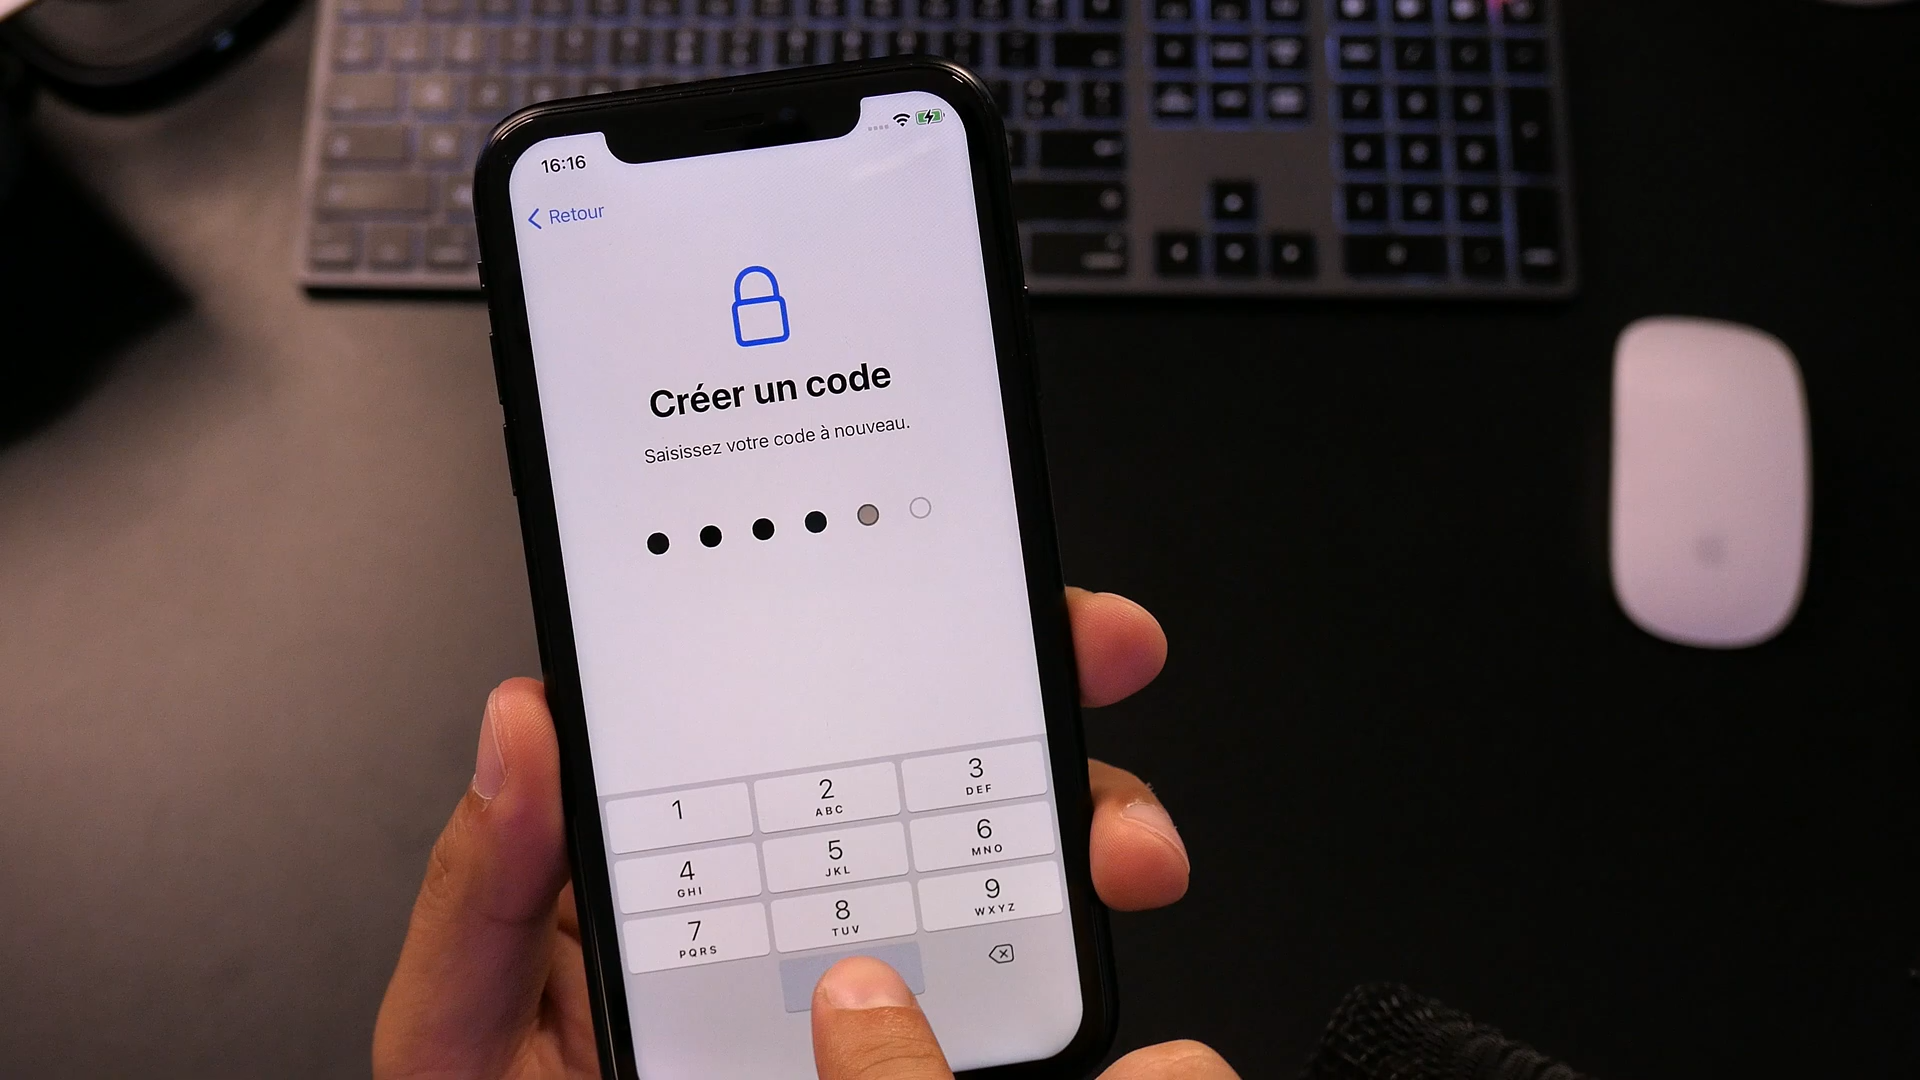 16:16
Retour
Créer un code
Saisissez votre code à nouveau.
1
2 ABC
3 DEF
4 GHI
5 JKL
6 MNO
7 PQRS
8 TUV
9 WXYZ